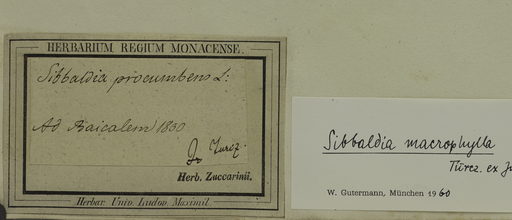 HERBARIUM REGIUM MONACENSE.
Sibbaldia procumbens L:
Ad Baicalem 1830
Turcz.
Herb. Zuccarinii.
Herbar. Univ. Ludov. Maximil.
Sibbaldia macrophylla
Turcz. ex
W. Gutermann, München 1960